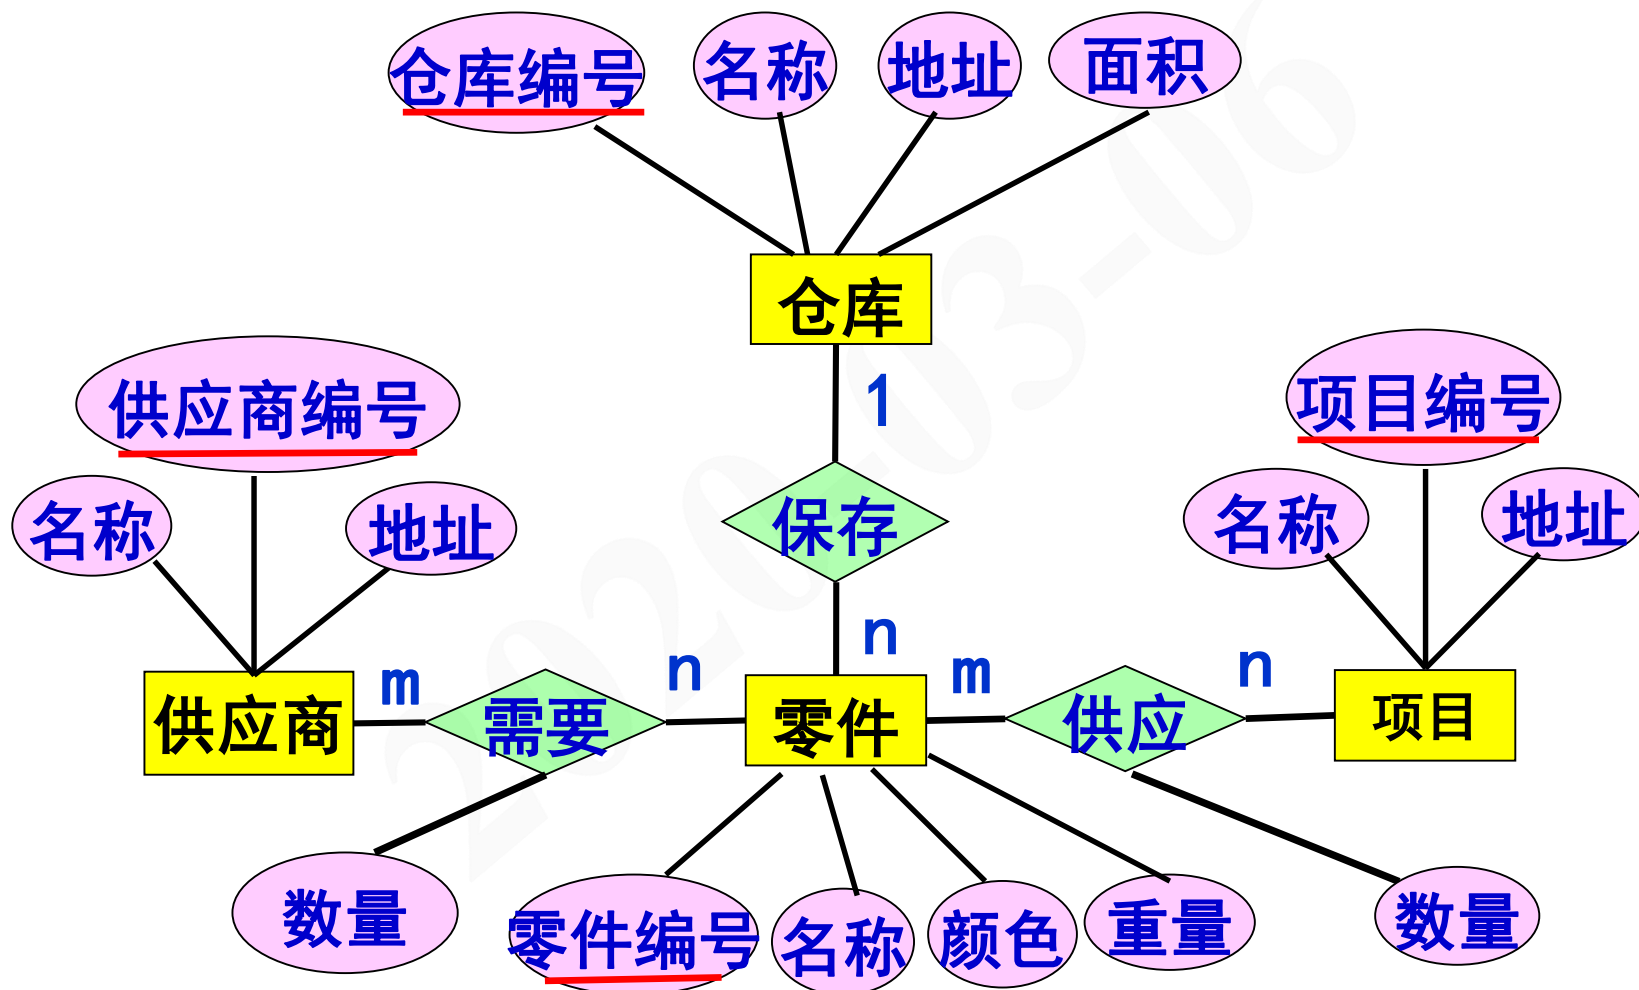 仓库编号
名称
地址
面积
仓库
1
供应商编号
项目编号
名称
地址
保存
名称
地址
n
供应商
m
需要
n
零件
m
供应
n
项目
数量
零件编号
名称
颜色
重量
数量
2020-03-06